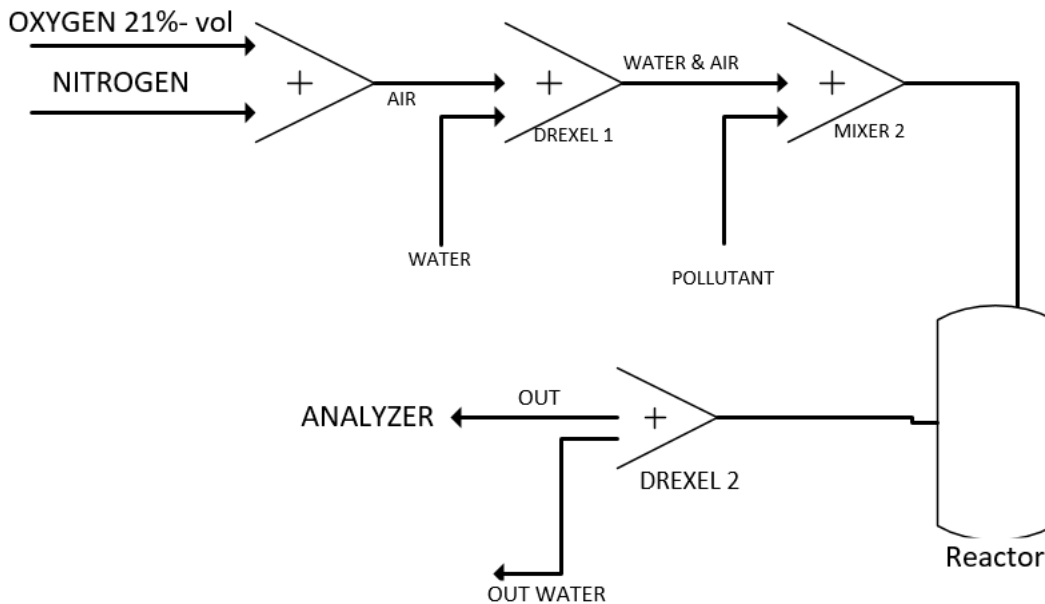 OXYGEN 21%- vol
NITROGEN
AIR
WATER & AIR
DREXEL 1
MIXER 2
WATER
POLLUTANT
OUT
ANALYZER
DREXEL 2
OUT WATER
Reactor